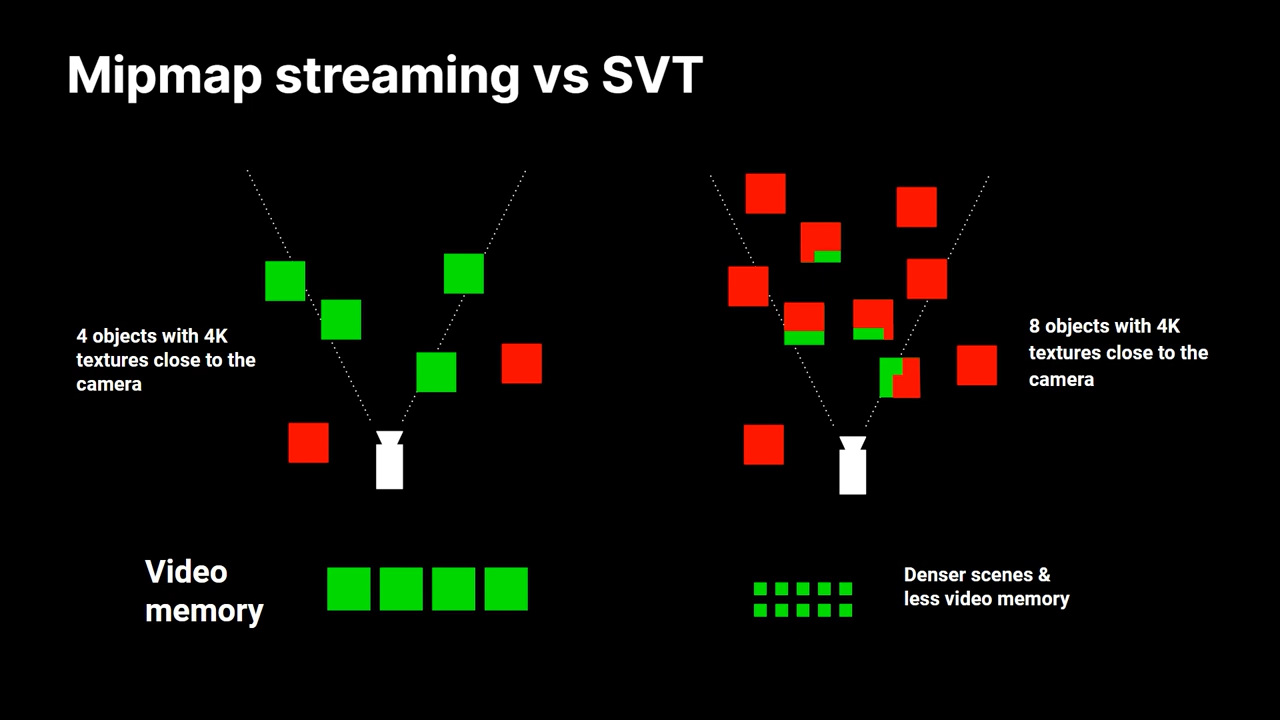 Mipmap streaming vs SVT
4 objects with 4K
textures close to the
camera
8 objects with 4K
textures close to the
camera
Video
memory
Denser scenes &
less video memory